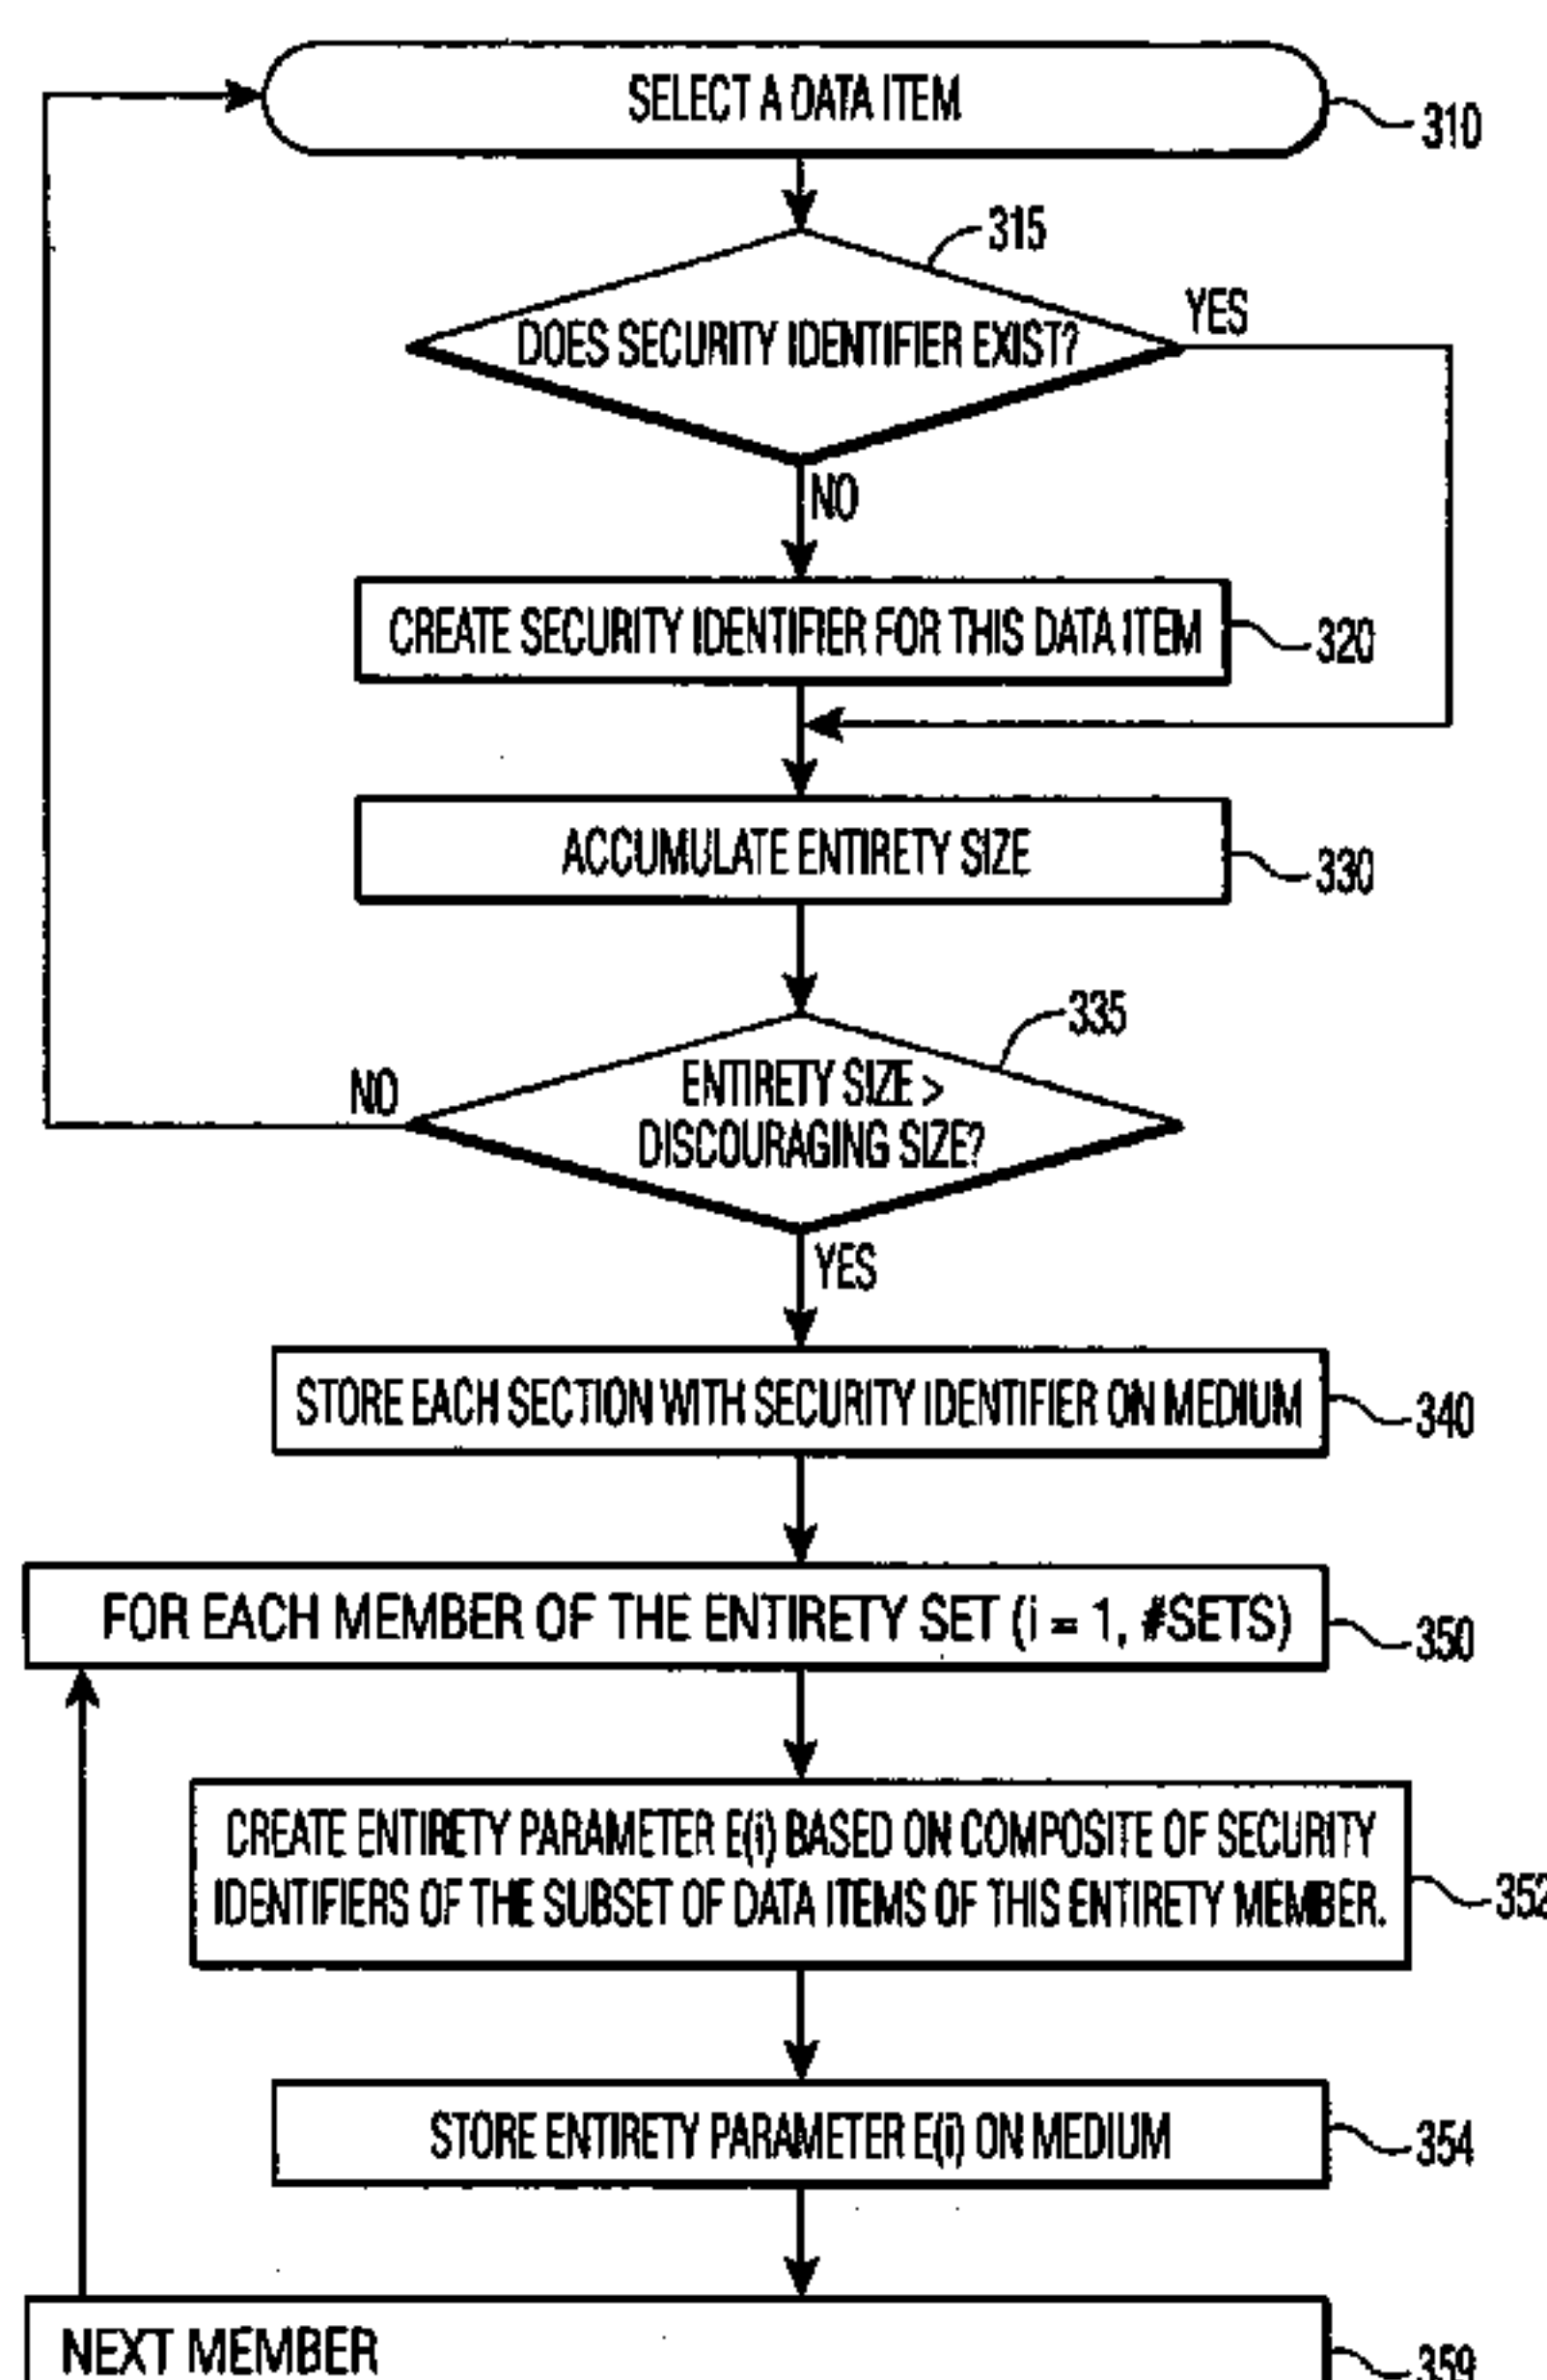 SELECT A DATA ITEM
310
315
DOES SECURITY IDENTIFIER EXIST?
YES
NO
CREATE SECURITY IDENTIFIER FOR THIS DATA ITEM
320
ACCUMULATE ENTIRETY SIZE
330
335
ENTIRETY SIZE >
DISCOURAGING SIZE?
NO
YES
STORE EACH SECTION WITH SECURITY IDENTIFIER ON MEDIUM
340
FOR EACH MEMBER OF THE ENTIRETY SET (i = 1, #SETS)
350
CREATE ENTIRETY PARAMETER E(i) BASED ON COMPOSITE OF SECURITY
IDENTIFIERS OF THE SUBSET OF DATA ITEMS OF THIS ENTIRETY MEMBER.
352
STORE ENTIRETY PARAMETER E(i) ON MEDIUM
354
NEXT MEMBER
359